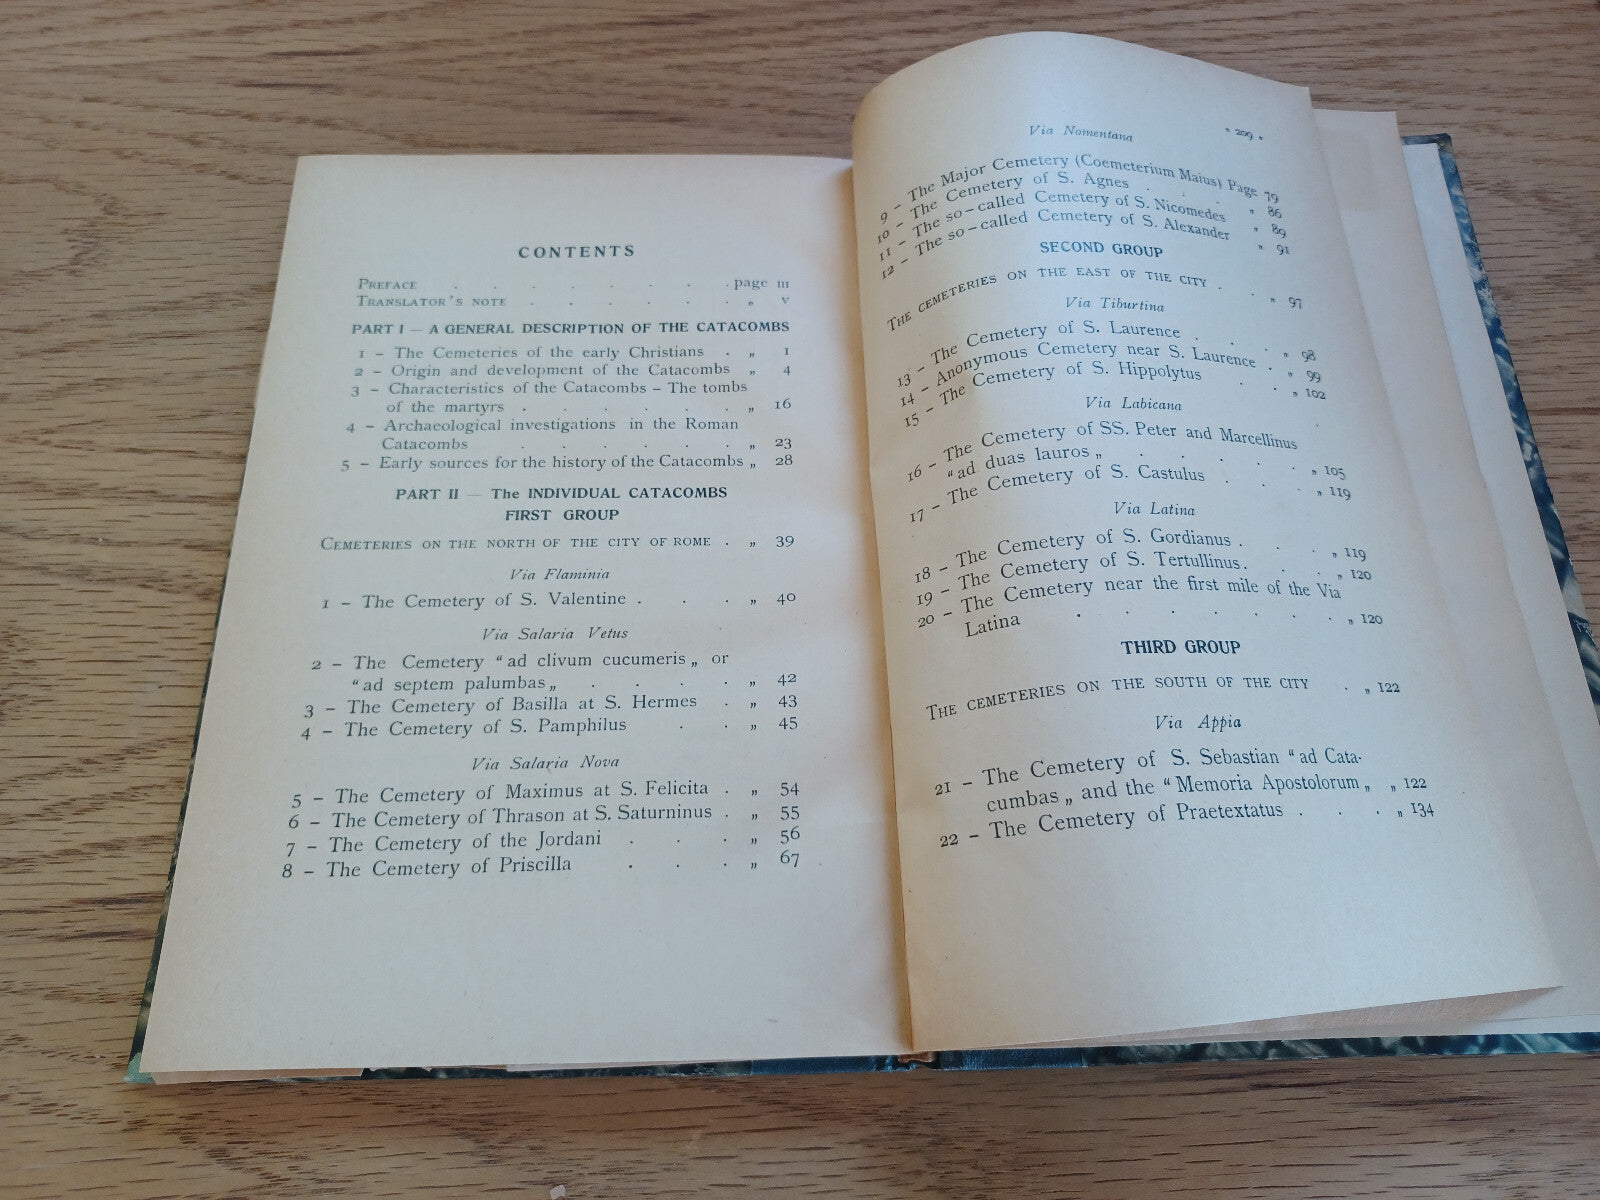 CONTENTS
PREFACE . . . . . . . page III
TRANSLATOR'S NOTE . . . . . „ V
PART I — A GENERAL DESCRIPTION OF THE CATACOMBS
1 – The Cemeteries of the early Christians . „ 1
2 – Origin and development of the Catacombs „ 4
3 – Characteristics of the Catacombs – The tombs
of the martyrs . . . . . . „ 16
4 – Archaeological investigations in the Roman
Catacombs . . . . . „ 23
5 – Early sources for the history of the Catacombs „ 28
PART II — The INDIVIDUAL CATACOMBS
FIRST GROUP
CEMETERIES ON THE NORTH OF THE CITY OF ROME . „ 39
Via Flaminia
1 – The Cemetery of S. Valentine . . . „ 40
Via Salaria Vetus
2 – The Cemetery “ ad clivum cucumeris „ or
“ ad septem palumbas „ . . . . „ 42
3 – The Cemetery of Basilla at S. Hermes . „ 43
4 – The Cemetery of S. Pamphilus . . „ 45
Via Salaria Nova
5 – The Cemetery of Maximus at S. Felicita . „ 54
6 – The Cemetery of Thrason at S. Saturninus . „ 55
7 – The Cemetery of the Jordani . . . „ 56
8 – The Cemetery of Priscilla . . . „ 67
" 209 "
Via Nomentana
9 – The Major Cemetery (Coemeterium Maius) Page 79
10 – The Cemetery of S. Agnes . . . „ 86
11 – The so-called Cemetery of S. Nicomedes „ 89
12 – The so-called Cemetery of S. Alexander „ 91
SECOND GROUP
THE CEMETERIES ON THE EAST OF THE CITY . . „ 97
Via Tiburtina
13 – The Cemetery of S. Laurence . . . „ 98
14 – Anonymous Cemetery near S. Laurence . „ 99
15 – The Cemetery of S. Hippolytus . . „ 102
Via Labicana
16 – The Cemetery of SS. Peter and Marcellinus
“ ad duas lauros „ . . . . . „ 105
17 – The Cemetery of S. Castulus . . . „ 119
Via Latina
18 – The Cemetery of S. Gordianus . . . „ 119
19 – The Cemetery of S. Tertullinus . . . „ 120
20 – The Cemetery near the first mile of the Via
Latina . . . . . . . „ 120
THIRD GROUP
THE CEMETERIES ON THE SOUTH OF THE CITY . „ 122
Via Appia
21 – The Cemetery of S. Sebastian “ ad Cata-
cumbas „ and the “ Memoria Apostolorum „ „ 122
22 – The Cemetery of Praetextatus . . . „ 134